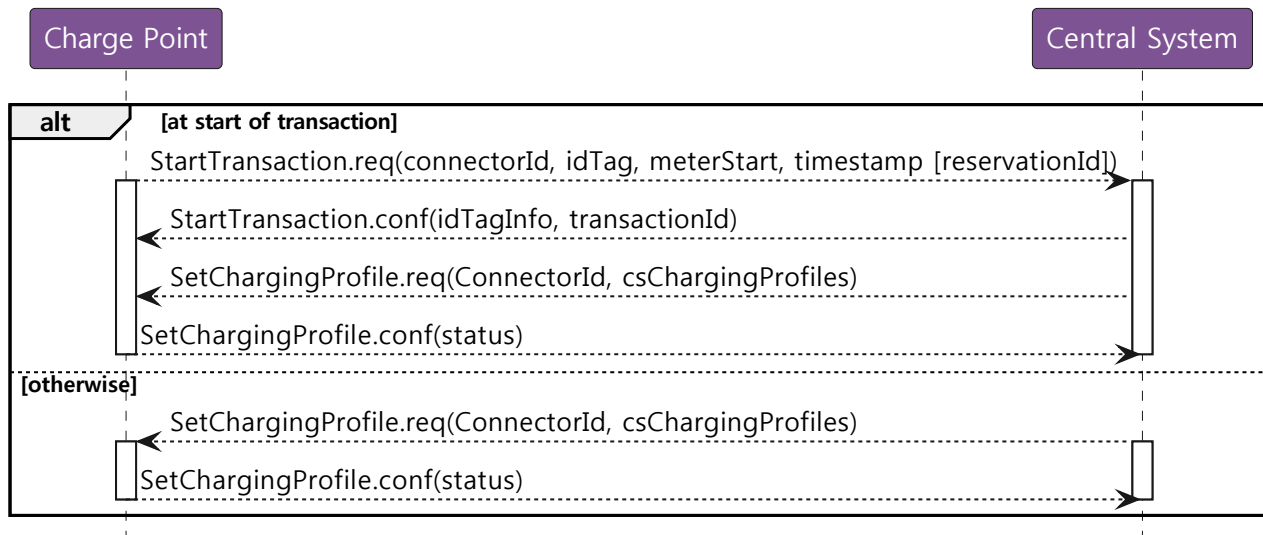 Charge Point
Central System
alt
[at start of transaction]
StartTransaction.req(connectorId, idTag, meterStart, timestamp [reservationId])
StartTransaction.conf(idTagInfo, transactionId)
SetChargingProfile.req(ConnectorId, csChargingProfiles)
SetChargingProfile.conf(status)
[otherwise]
SetChargingProfile.req(ConnectorId, csChargingProfiles)
SetChargingProfile.conf(status)